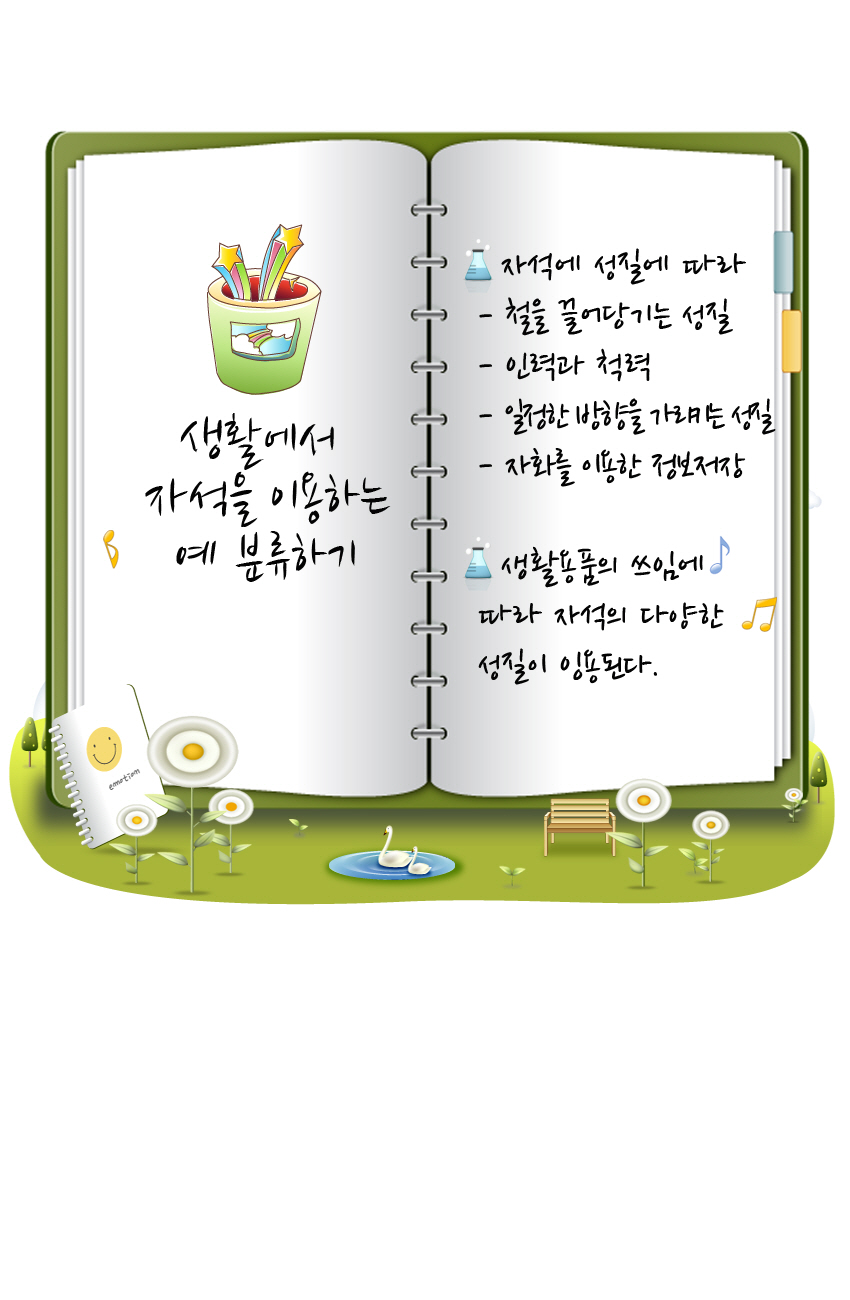 생활에서
자석을 이용하는
예 분류하기
emotion
자석에 성질에 따라
- 철을 끌어당기는 성질
- 인력과 척력
- 일정한 방향을 가리키는 성질
- 자화를 이용한 정보저장
생활용품의 쓰임에
따라 자석의 다양한
성질이 잉용된다.